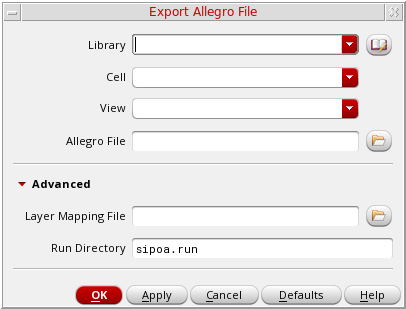 Export Allegro File
Library
Cell
View
Allegro File
Advanced
Layer Mapping File
Run Directory sipoa.run
OK Apply Cancel Defaults Help